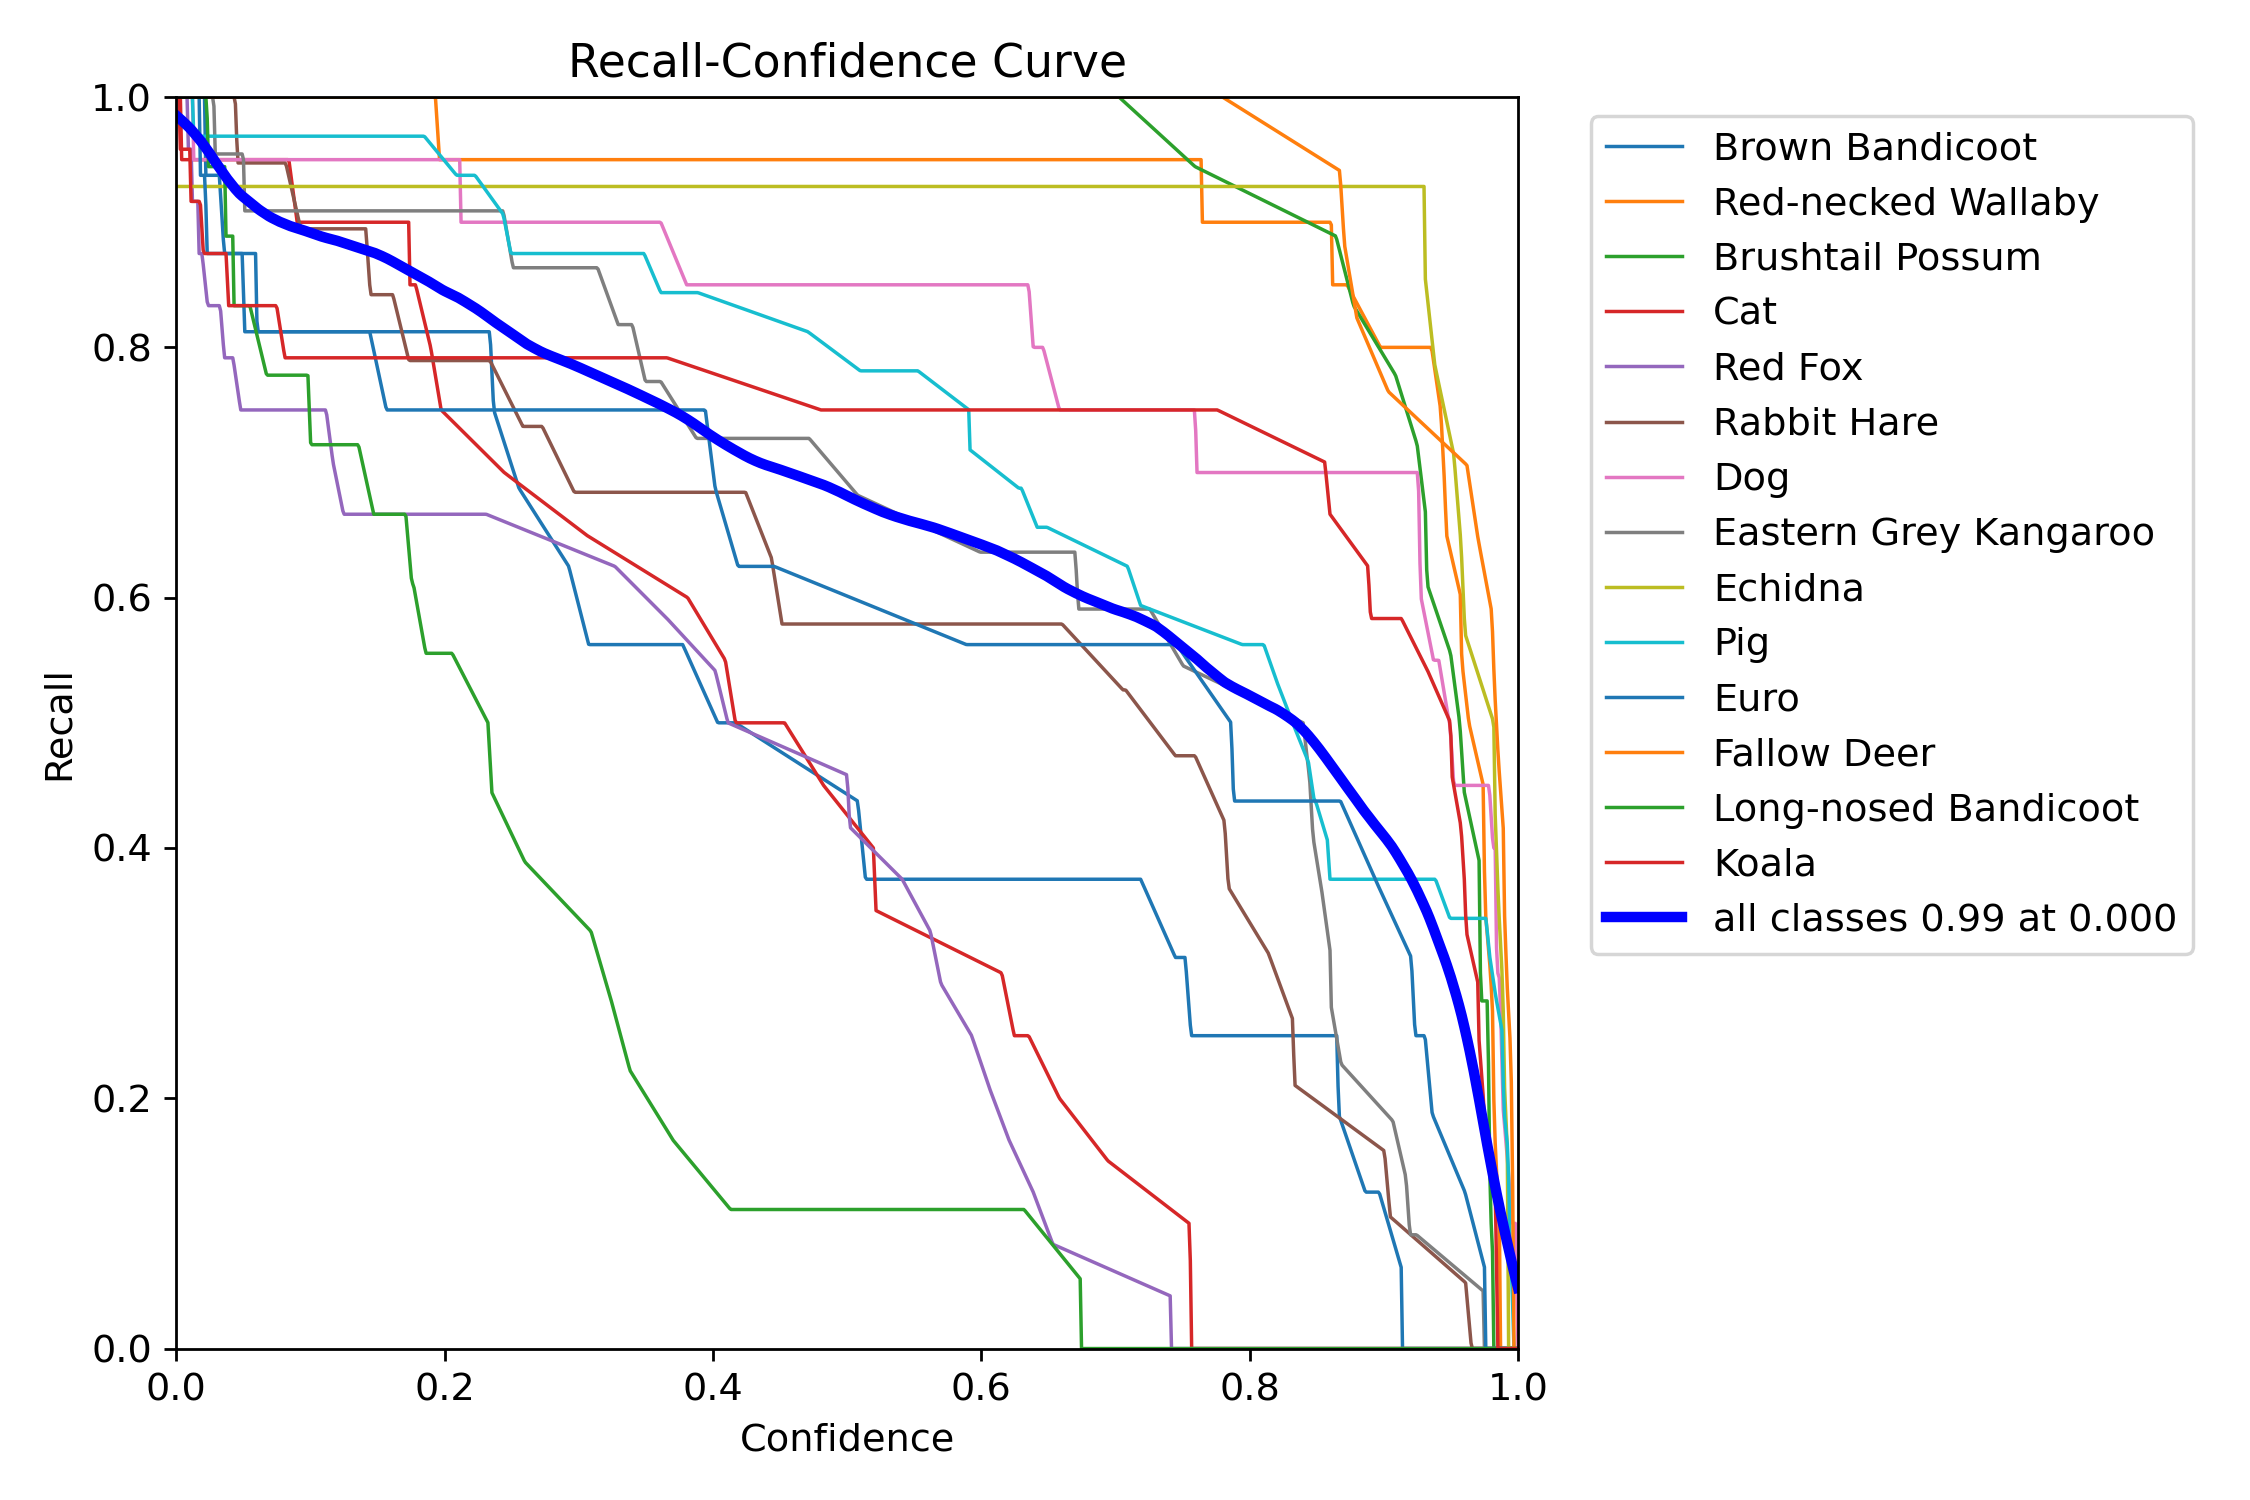 Recall-Confidence Curve
1.0
0.8
0.6
0.4
0.2
0.0
Recall
0.0 0.2 0.4 0.6 0.8 1.0
Confidence
Brown Bandicoot
Red-necked Wallaby
Brushtail Possum
Cat
Red Fox
Rabbit Hare
Dog
Eastern Grey Kangaroo
Echidna
Pig
Euro
Fallow Deer
Long-nosed Bandicoot
Koala
all classes 0.99 at 0.000